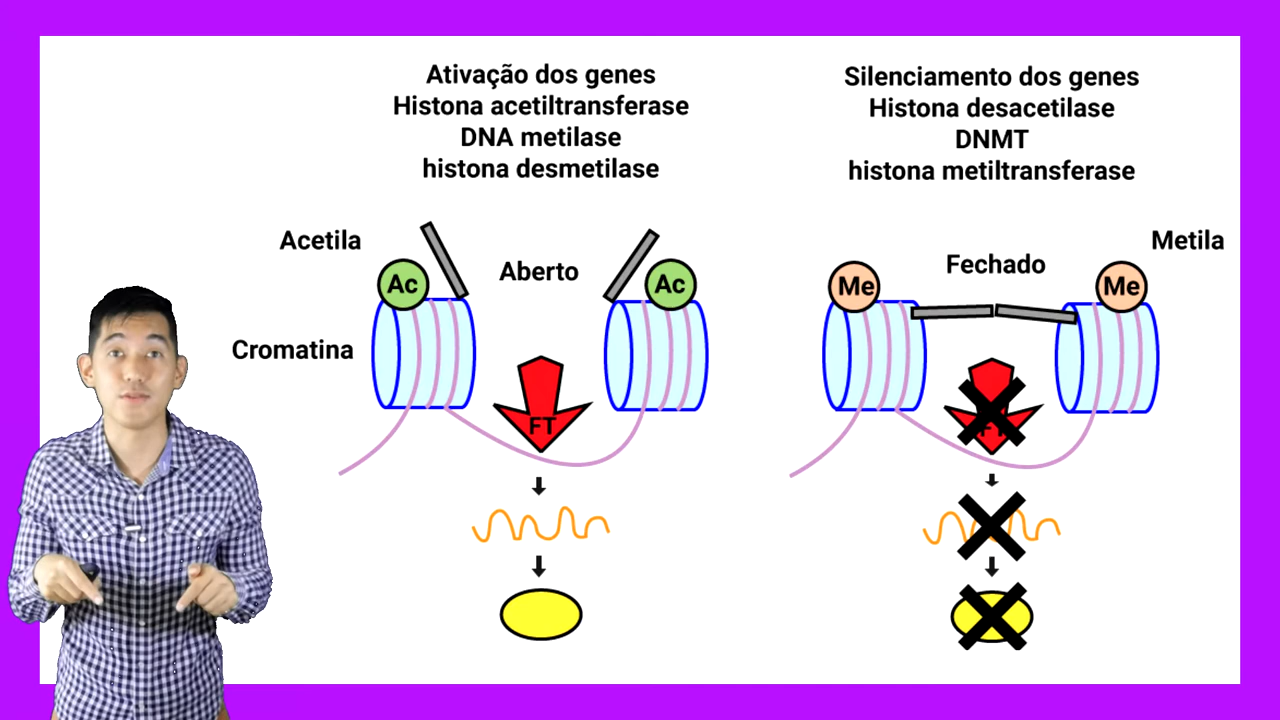 Ativação dos genes
Histona acetiltransferase
DNA metilase
histona desmetilase
Silenciamento dos genes
Histona desacetilase
DNMT
histona metiltransferase
Acetila
Ac
Aberto
Ac
Cromatina
FT
Metila
Me
Fechado
Me
FT